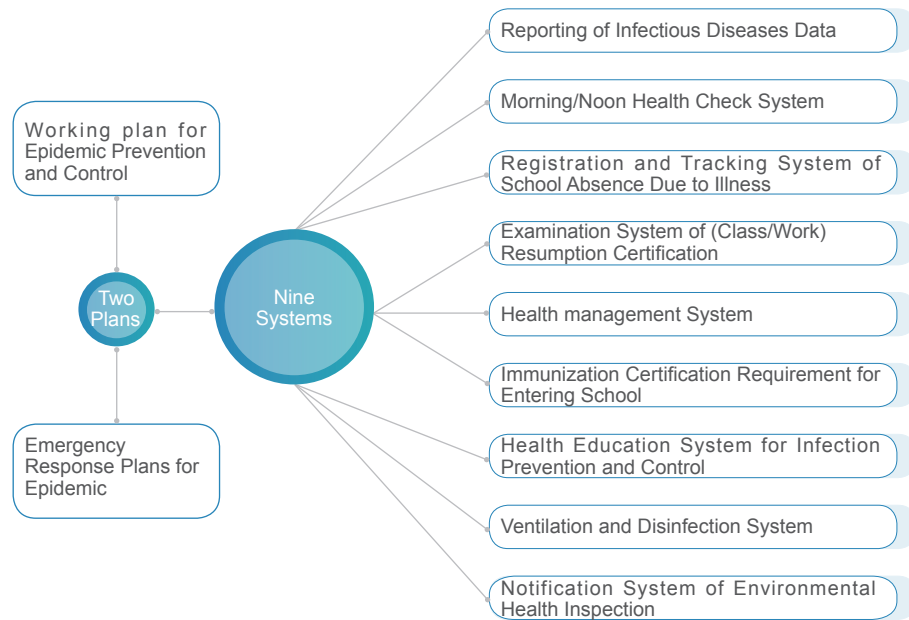 Working plan for
Epidemic Prevention
and Control
Two
Plans
Emergency
Response Plans for
Epidemic
Nine
Systems
Reporting of Infectious Diseases Data
Morning/Noon Health Check System
Registration and Tracking System of
School Absence Due to Illness
Examination System of (Class/Work)
Resumption Certification
Health management System
Immunization Certification Requirement for
Entering School
Health Education System for Infection
Prevention and Control
Ventilation and Disinfection System
Notification System of Environmental
Health Inspection